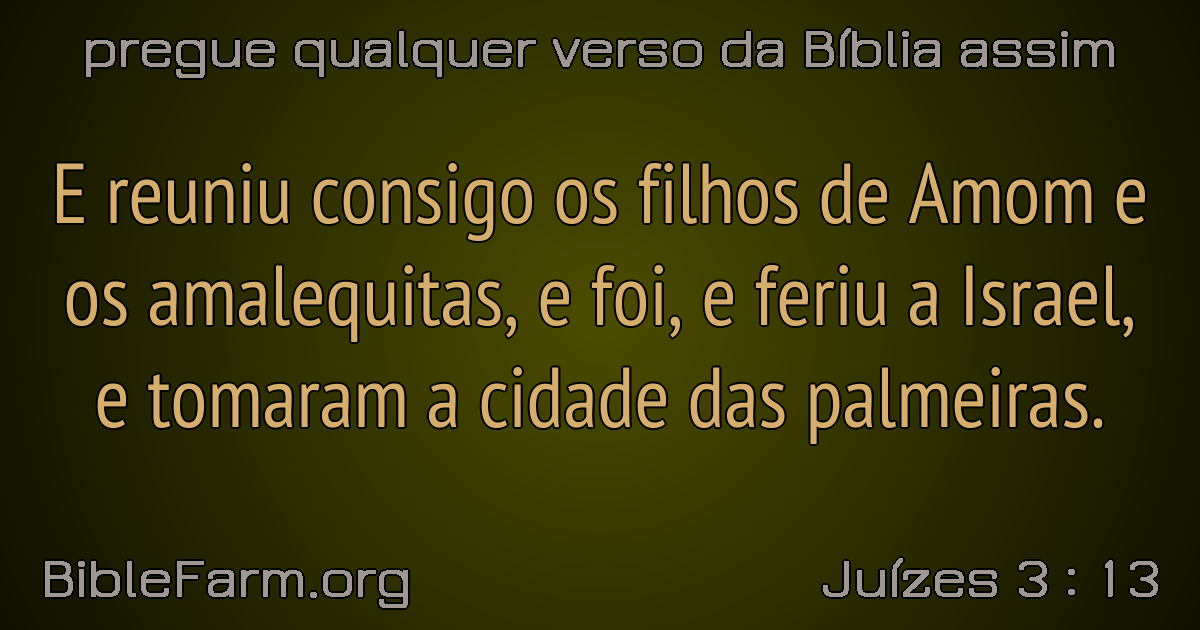 pregue qualquer verso da Bíblia assim
E reuniu consigo os filhos de Amom e
os amalequitas, e foi, e feriu a Israel,
e tomaram a cidade das palmeiras.
BibleFarm.org
Juízes 3 : 13